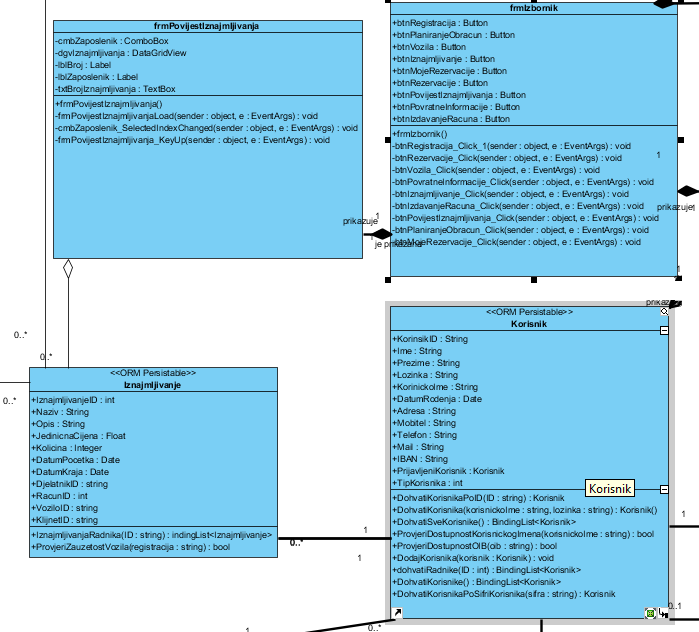 frmPovijestIznajmljivanja
-cmbZaposlenik : ComboBox
-dgvIznajmljivanja : DataGridView
-lblBroj : Label
-lblZaposlenik : Label
-txtBrojIznajmljivanja : TextBox
+frmPovijestIznajmljivanja()
-frmPovijestIznajmljivanjaLoad(sender : object, e : EventArgs) : void
-cmbZaposlenik_SelectedIndexChanged(sender : object, e : EventArgs) : void
-frmPovijestIznajmljivanja_KeyUp(sender : object, e : EventArgs) : void
frmIzbornik
+btnRegistracija : Button
+btnPlaniranjeObracun : Button
+btnVozila : Button
+btnIznajmljivanje : Button
+btnMojeRezervacije : Button
+btnRezervacije : Button
+btnPovijestIznajmljivanja : Button
+btnPovratneInformacije : Button
+btnIzdavanjeRacuna : Button
+frmIzbornik()
-btnRegistracija_Click_1(sender : object, e : EventArgs) : void
-btnRezervacije_Click(sender : object, e : EventArgs) : void
-btnVozila_Click(sender : object, e : EventArgs) : void
-btnPovratneInformacije_Click(sender : object, e : EventArgs) : void
-btnIznajmljivanje_Click(sender : object, e : EventArgs) : void
-btnIzdavanjeRacuna_Click(sender : object, e : EventArgs) : void
-btnPovijestIznajmljivanja_Click(sender : object, e : EventArgs) : void
-btnPlaniranjeObracun_Click(sender : object, e : EventArgs) : void
-btnMojeRezervacije_Click(sender : object, e : EventArgs) : void
1
prikazuje
1
prikazuje
1
1
je prikazana
1
prikazuje
0..*
0..*
0..*
<<ORM Persistable>>
Iznajmljivanje
+IznajmljivanjeID : int
+Naziv : String
+Opis : String
+JedinicnaCijena : Float
+Kolicina : Integer
+DatumPocetka : Date
+DatumKraja : Date
+DjelatnikID : string
+RacunID : int
+VoziloID : string
+KlijnetID : string
+IznajmljivanjaRadnika(ID : string) : indingList<Iznajmljivanje>
+ProvjeriZauzetostVozila(registracija : string) : bool
<<ORM Persistable>>
Korisnik
+KorinsikID : String
+Ime : String
+Prezime : String
+Lozinka : String
+KorinickoIme : String
+DatumRodenja : Date
+Adresa : String
+Mobitel : String
+Telefon : String
+Mail : String
+IBAN : String
+PrijavljeniKorisnik : Korisnik
+TipKorisnika : int
Korisnik
+DohvatiKorisnikaPoID(ID : string) : Korisnik
+DohvatiKorisnika(korisnickoIme : string, lozinka : string) : Korisnik()
+DohvatiSveKorisnike() : BindingList<Korisnik>
+ProvjeriDostupnostKorisnickogImena(korisnickoIme : string) : bool
+ProvjeriDostupnostOIB(oib : string) : bool
+DodajKorisnika(korisnik : Korisnik) : void
+dohvatiRadnike(ID : int) : BindingList<Korisnik>
+DohvatiKorisnike() : BindingList<Korisnik>
+DohvatiKorisnikaPoSifriKorisnika(sifra : string) : Korisnik
1
0..*
1
1
0..1
0..*
1